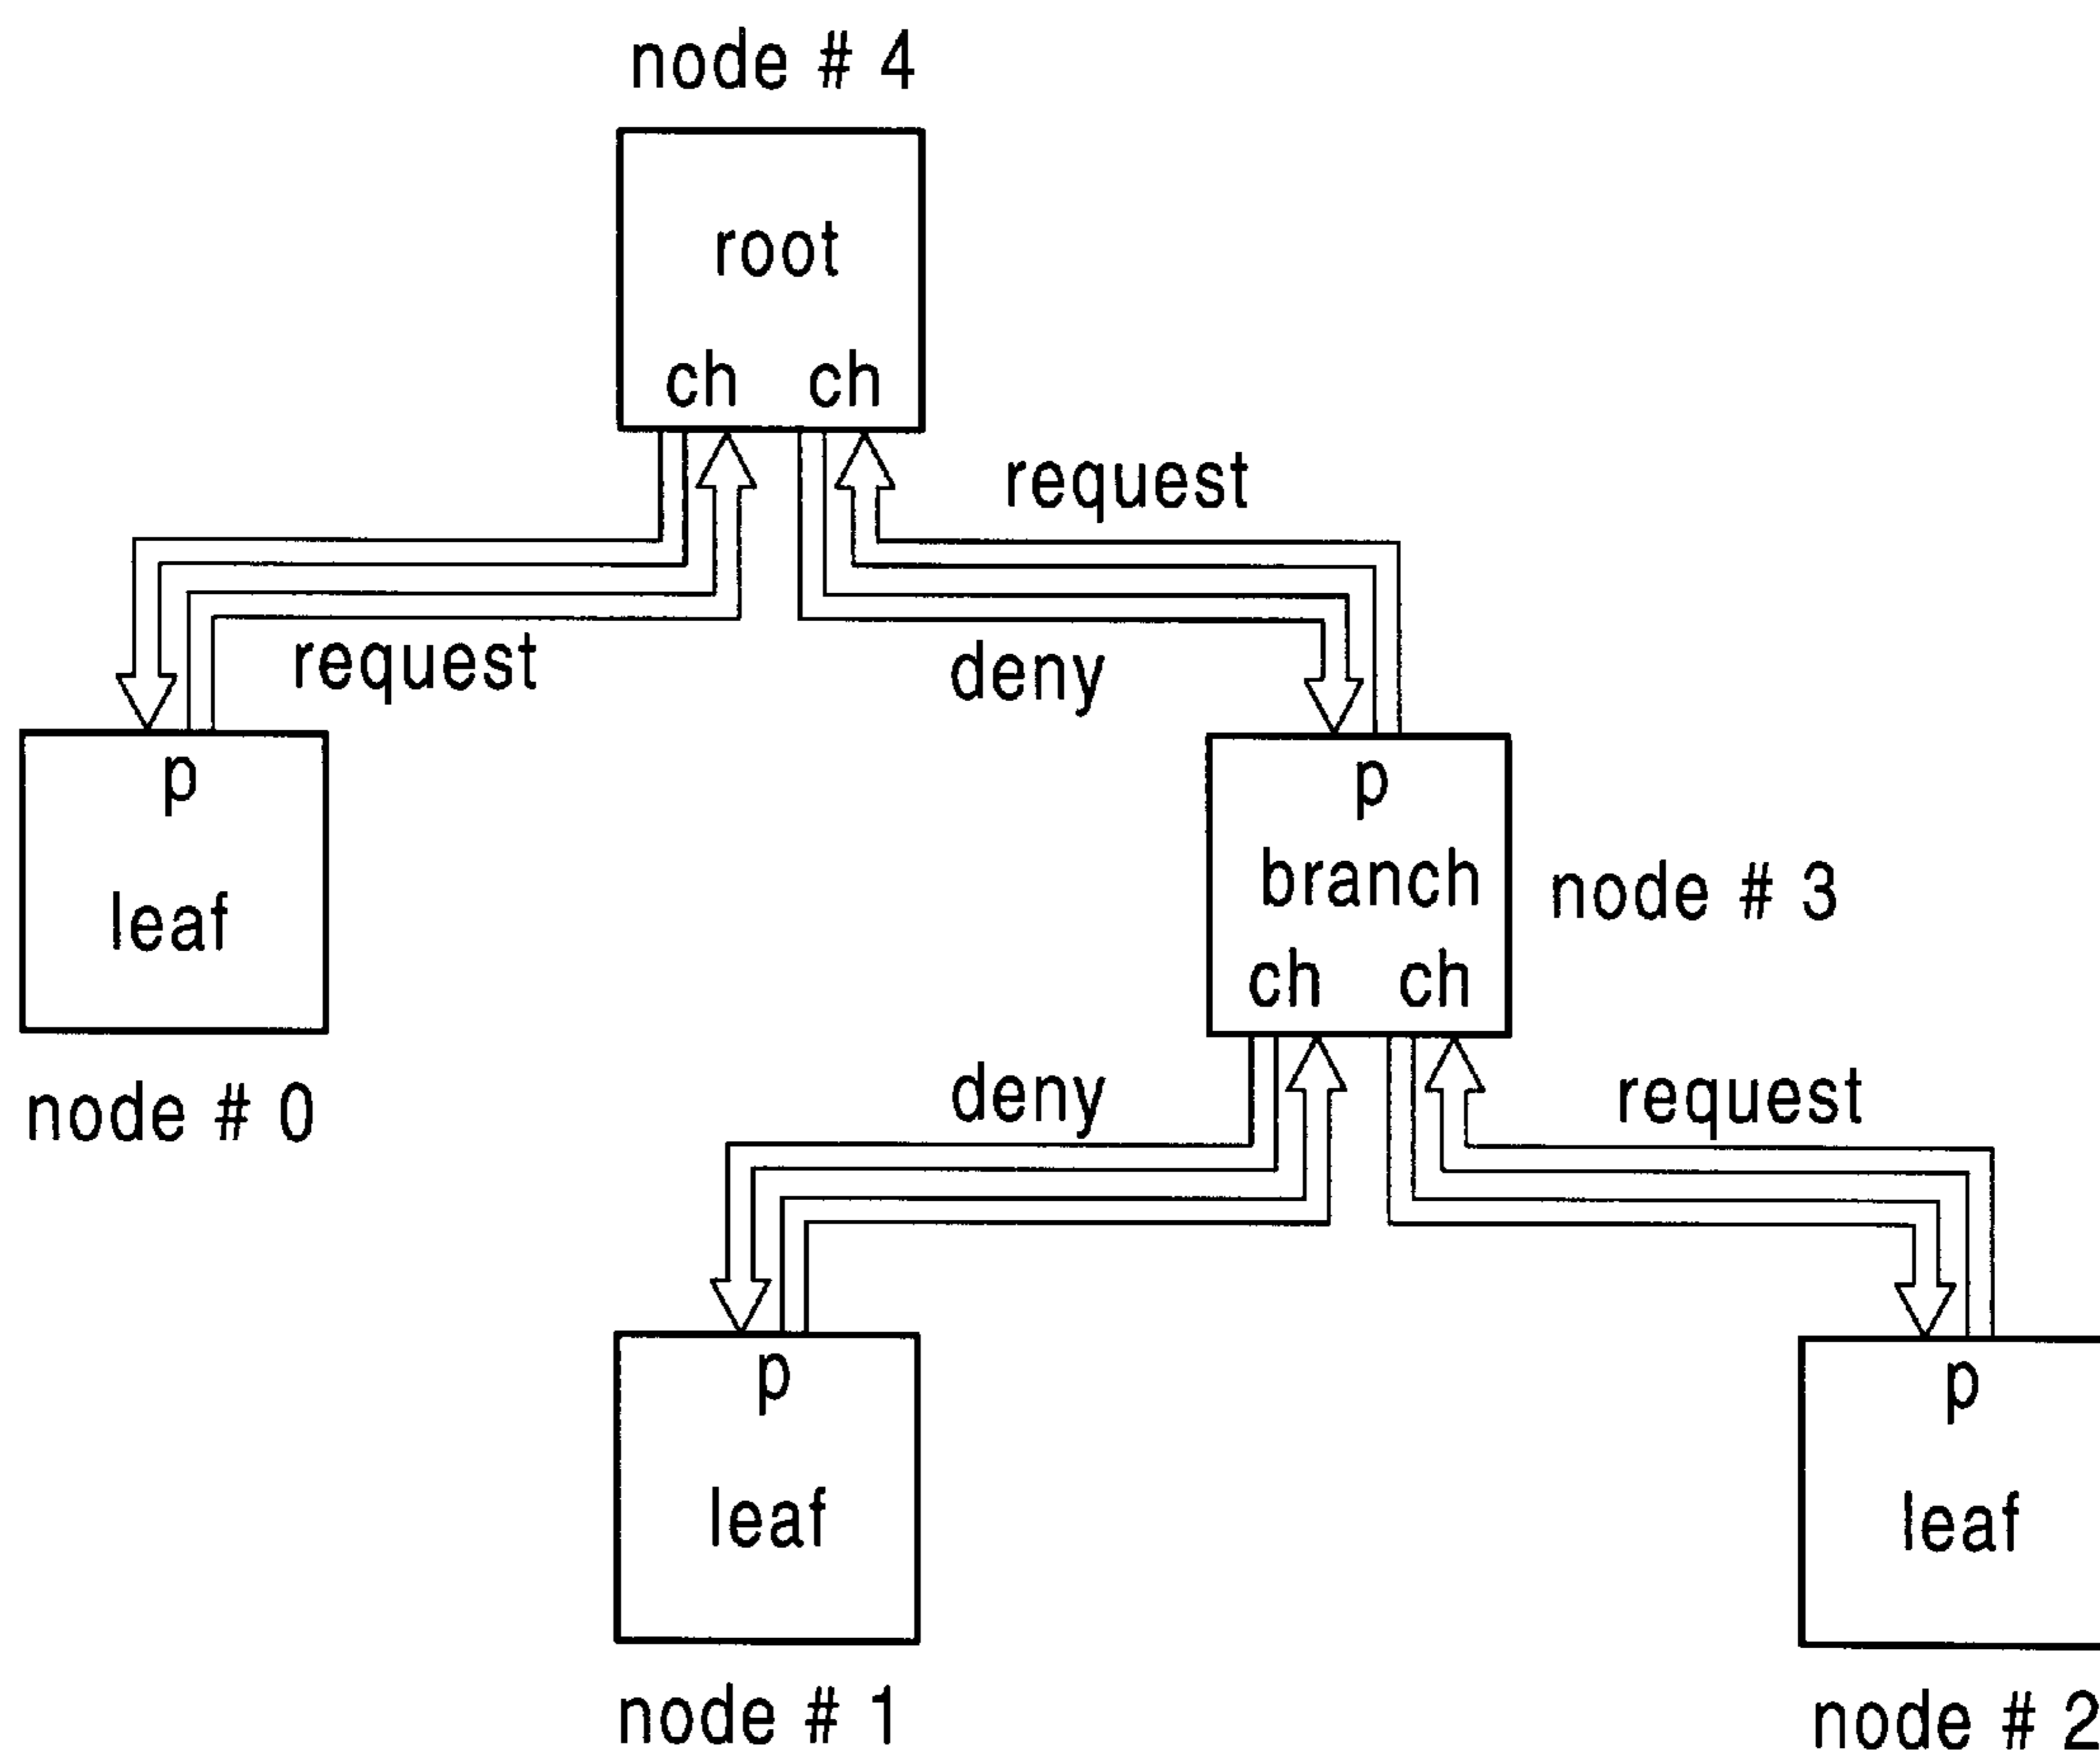 node # 4
root
ch ch
request
request
deny
p
leaf
node # 0
p
branch
ch ch
node # 3
deny
request
p
leaf
node # 1
p
leaf
node # 2